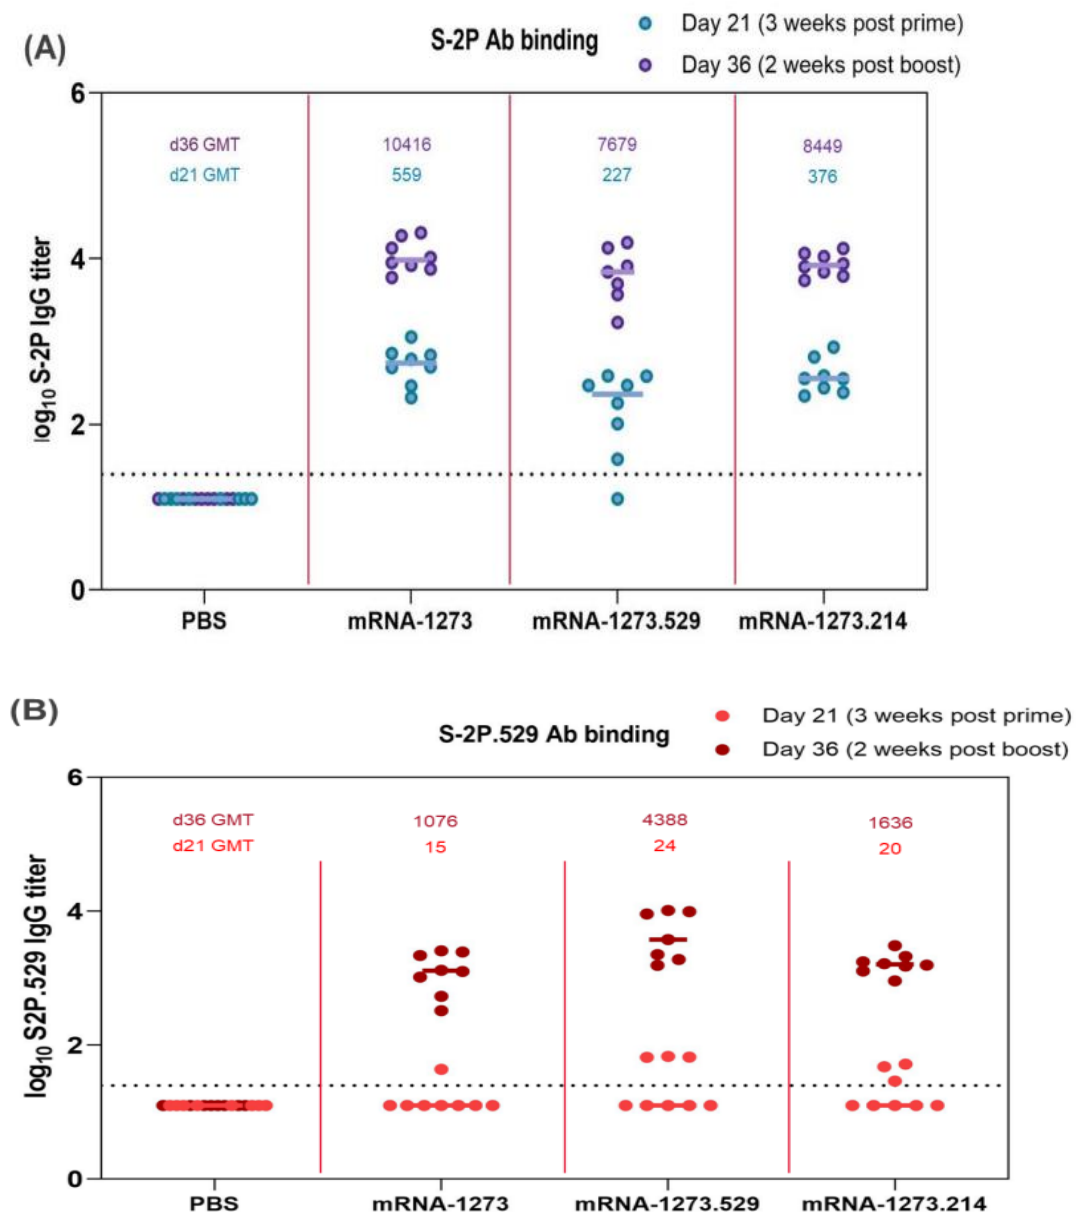 (A)
S-2P Ab binding
Day 21 (3 weeks post prime)
Day 36 (2 weeks post boost)
log10 S-2P IgG titer
6
4
2
0
d36 GMT 10416 7679 8449
d21 GMT 559 227 376
PBS mRNA-1273 mRNA-1273.529 mRNA-1273.214
(B)
S-2P.529 Ab binding
Day 21 (3 weeks post prime)
Day 36 (2 weeks post boost)
log10 S2P.529 IgG titer
6
4
2
0
d36 GMT 1076 4388 1636
d21 GMT 15 24 20
PBS mRNA-1273 mRNA-1273.529 mRNA-1273.214